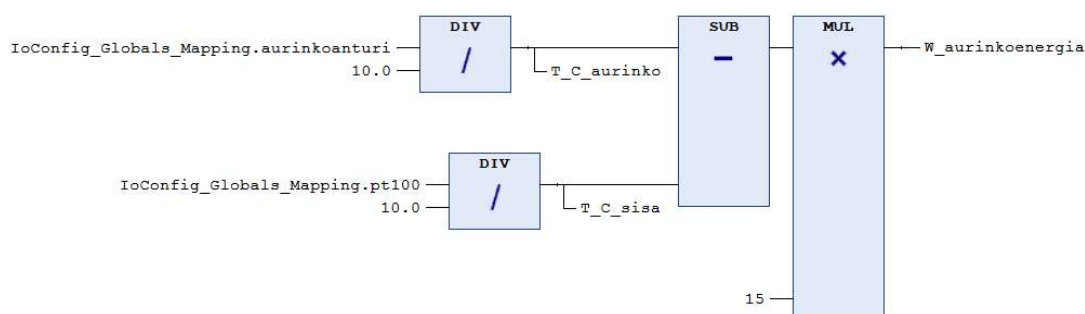 DIV
SUB
MUL
IoConfig_Globals_Mapping.aurinkoanturi
/
−
×
W_aurinkoenergia
10.0
T_C_aurinko
DIV
IoConfig_Globals_Mapping.pt100
/
10.0
T_C_sisa
15